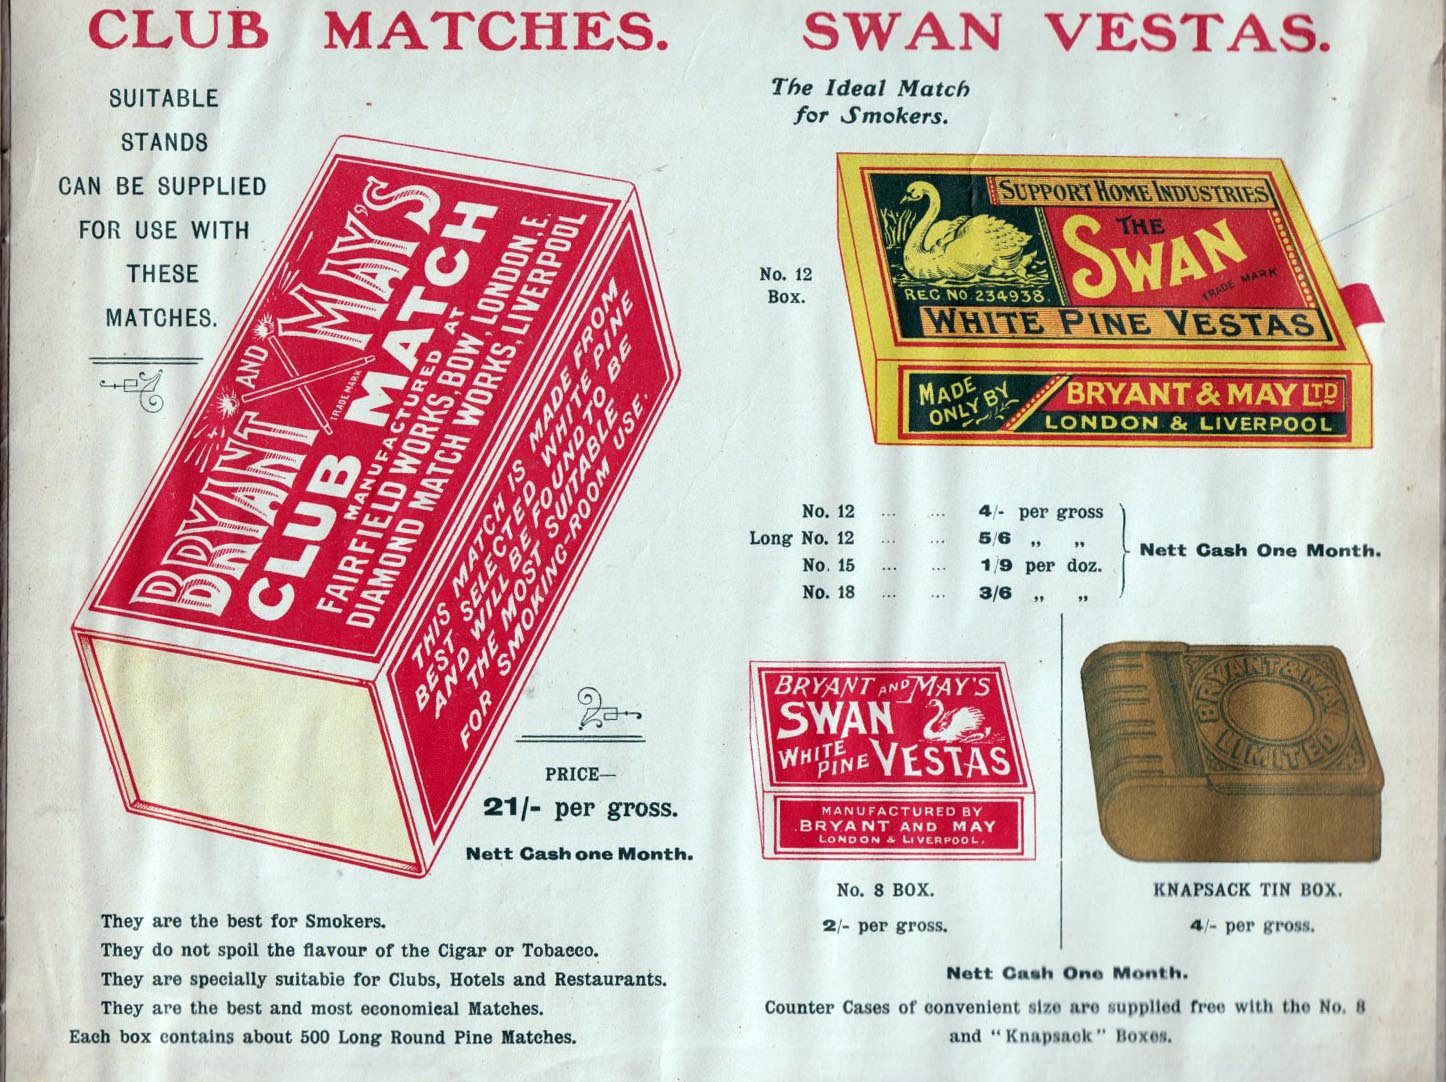 CLUB MATCHES.
SUITABLE
STANDS
CAN BE SUPPLIED
FOR USE WITH
THESE
MATCHES.
BRYANT AND MAY'S
TRADE MARK
CLUB MATCH
MANUFACTURED AT
FAIRFIELD WORKS, BOW, LONDON, E.
DIAMOND MATCH WORKS, LIVERPOOL
THIS MATCH IS MADE FROM
BEST SELECTED WHITE PINE
AND WILL BE FOUND TO BE
THE MOST SUITABLE
FOR SMOKING-ROOM USE.
PRICE—
21/- per gross.
Nett Cash one Month.
They are the best for Smokers.
They do not spoil the flavour of the Cigar or Tobacco.
They are specially suitable for Clubs, Hotels and Restaurants.
They are the best and most economical Matches.
Each box contains about 500 Long Round Pine Matches.
SWAN VESTAS.
The Ideal Match
for Smokers.
No. 12
Box.
SUPPORT HOME INDUSTRIES
THE
SWAN
TRADE MARK
REG NO. 234938.
WHITE PINE VESTAS
MADE
ONLY BY
BRYANT & MAY LTD
LONDON & LIVERPOOL
No. 12 ... ... 4/- per gross
Long No. 12 ... ... 5/6 „ „
No. 15 ... ... 1/9 per doz.
No. 18 ... ... 3/6 „ „
Nett Cash One Month.
BRYANT AND MAY'S
SWAN
WHITE
PINE VESTAS
MANUFACTURED BY
BRYANT AND MAY
LONDON & LIVERPOOL.
No. 8 BOX.
2/- per gross.
BRYANT & MAY
LIMITED
KNAPSACK TIN BOX.
4/- per gross.
Nett Cash One Month.
Counter Cases of convenient size are supplied free with the No. 8
and "Knapsack" Boxes.